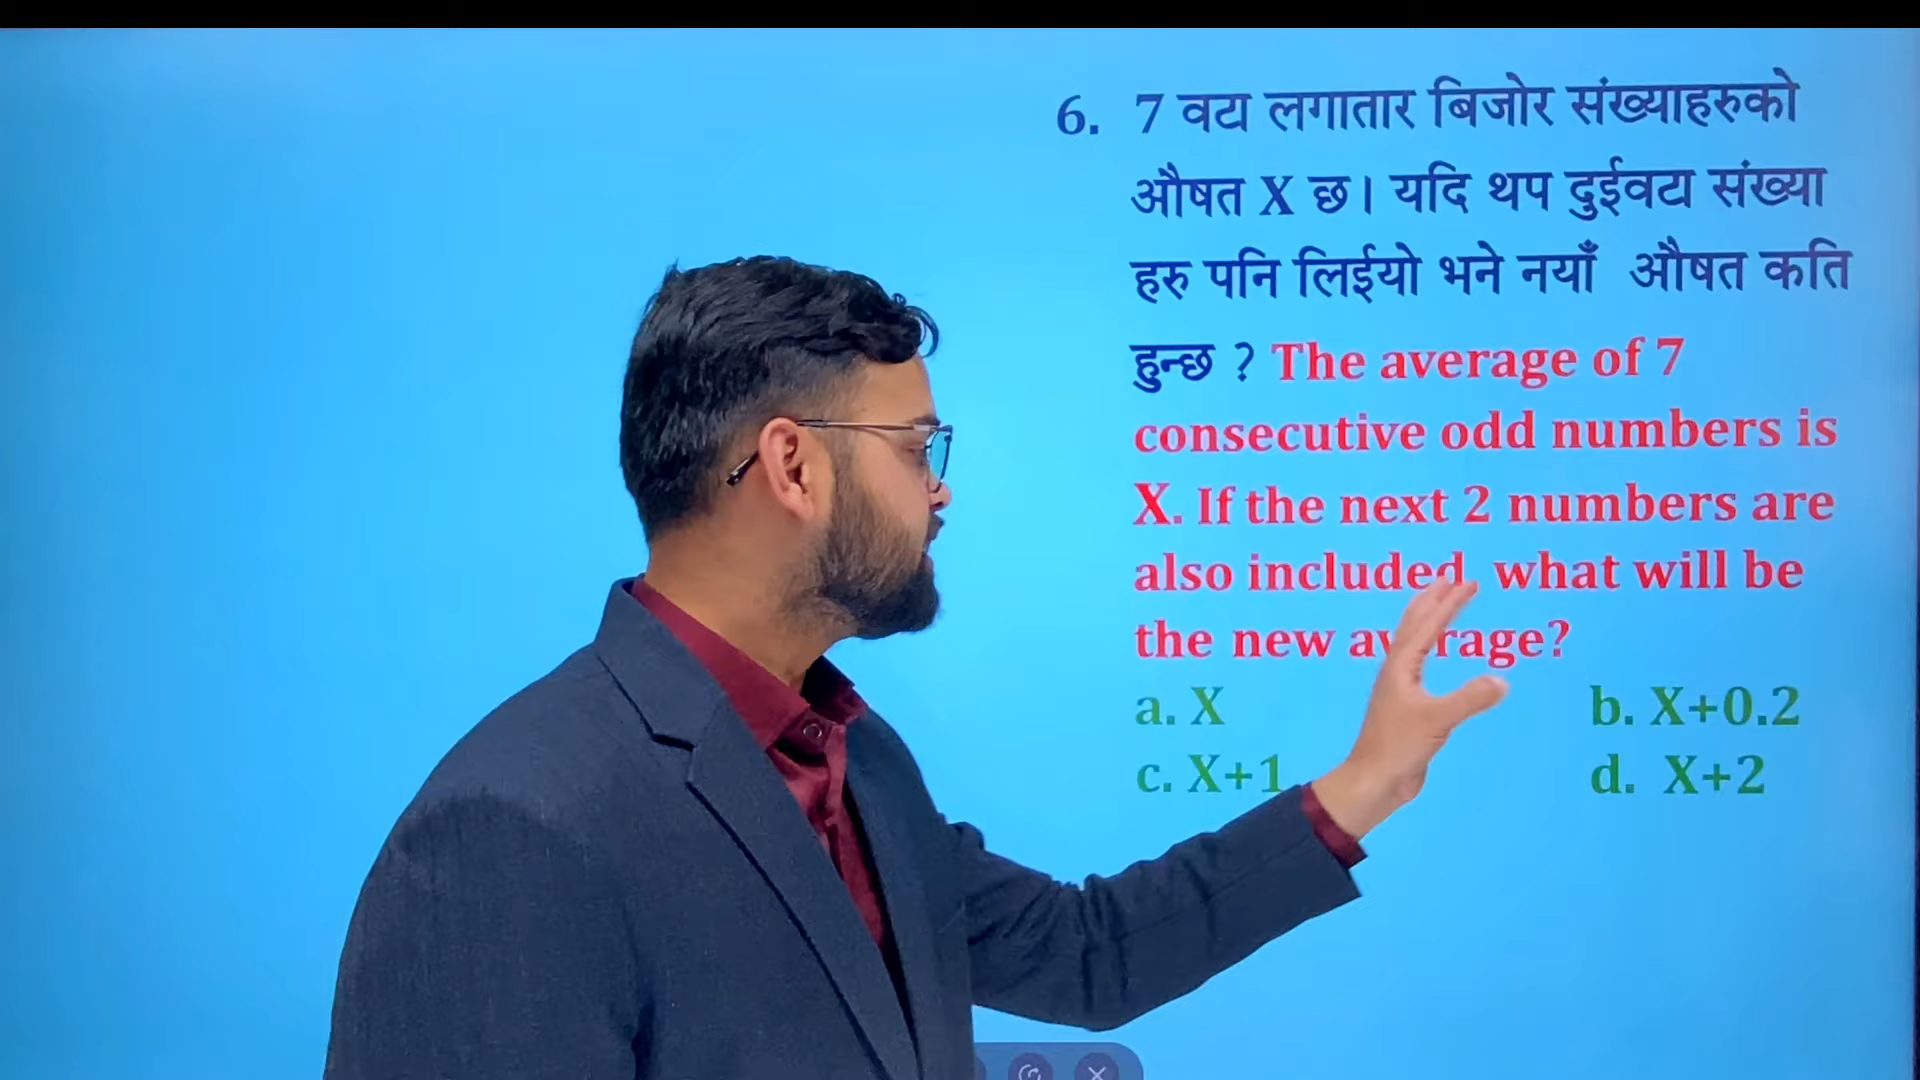 6. 7 वटा लगातार बिजोर संख्याहरुको
औषत X छ। यदि थप दुईवटा संख्या
हरु पनि लिईयो भने नयाँ औषत कति
हुन्छ ? The average of 7
consecutive odd numbers is
X. If the next 2 numbers are
also included, what will be
the new average?
a. X b. X+0.2
c. X+1 d. X+2